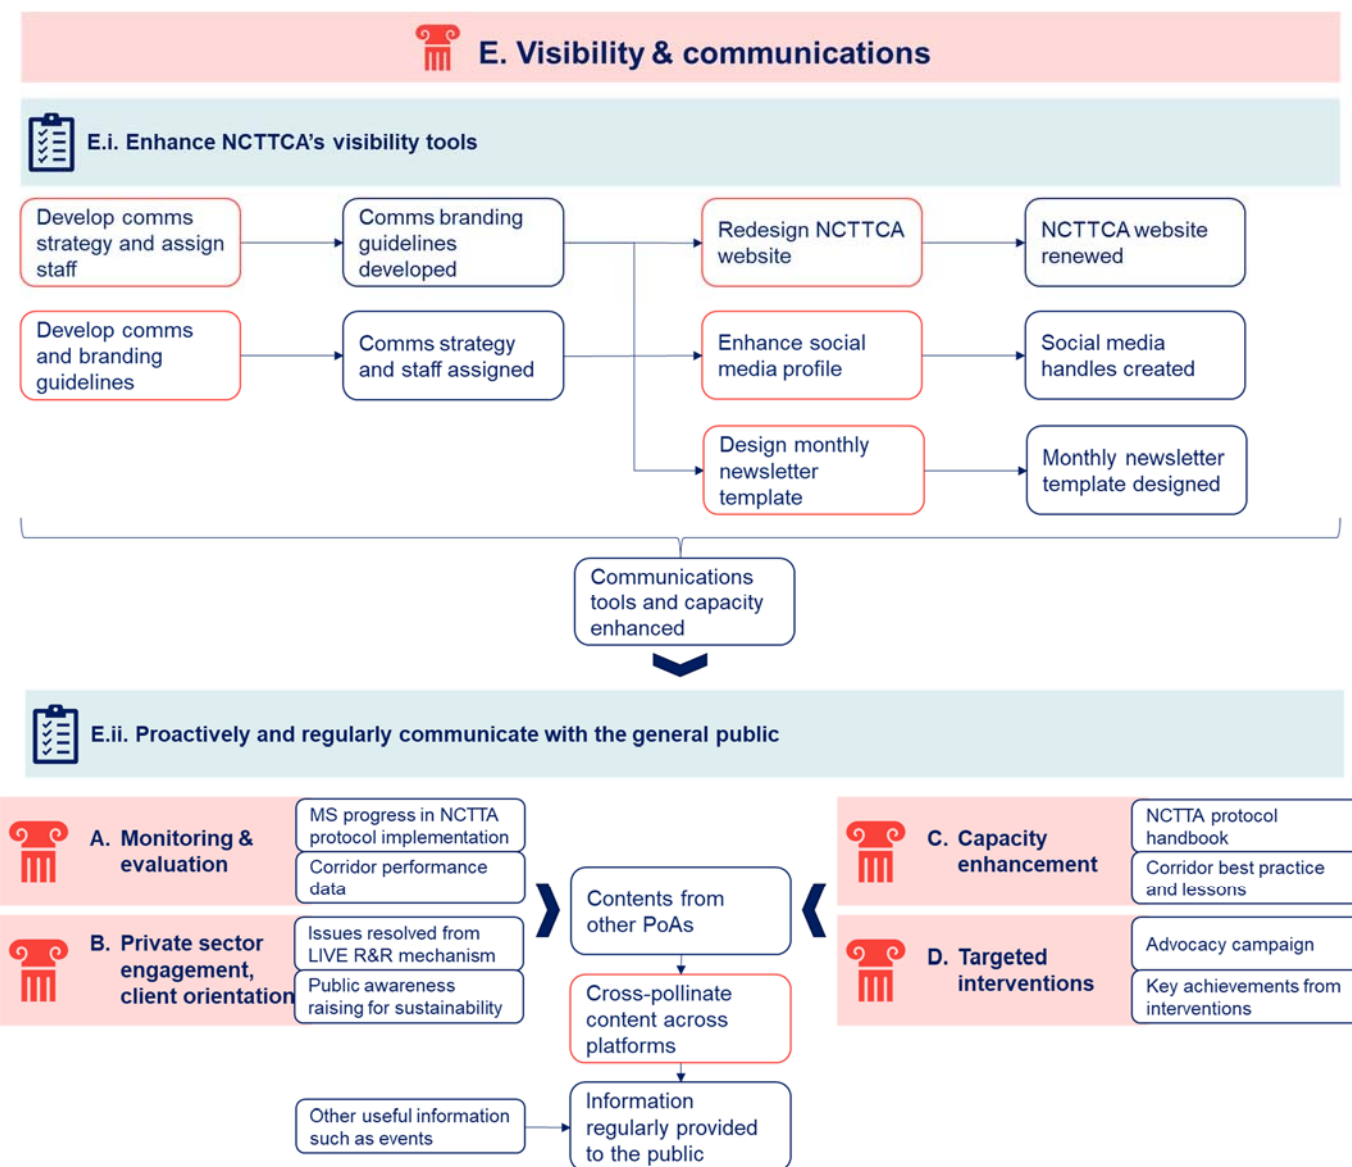 E. Visibility & communications
E.i. Enhance NCTTCA's visibility tools
Develop comms
strategy and assign
staff
Comms branding
guidelines
developed
Redesign NCTTCA
website
NCTTCA website
renewed
Develop comms
and branding
guidelines
Comms strategy
and staff assigned
Enhance social
media profile
Social media
handles created
Design monthly
newsletter
template
Monthly newsletter
template designed
Communications
tools and capacity
enhanced
E.ii. Proactively and regularly communicate with the general public
A. Monitoring &
evaluation
MS progress in NCTTA
protocol implementation
Corridor performance
data
B. Private sector
engagement,
client orientation
Issues resolved from
LIVE R&R mechanism
Public awareness
raising for sustainability
Contents from
other PoAs
Cross-pollinate
content across
platforms
Other useful information
such as events
Information
regularly provided
to the public
C. Capacity
enhancement
NCTTA protocol
handbook
Corridor best practice
and lessons
D. Targeted
interventions
Advocacy campaign
Key achievements from
interventions